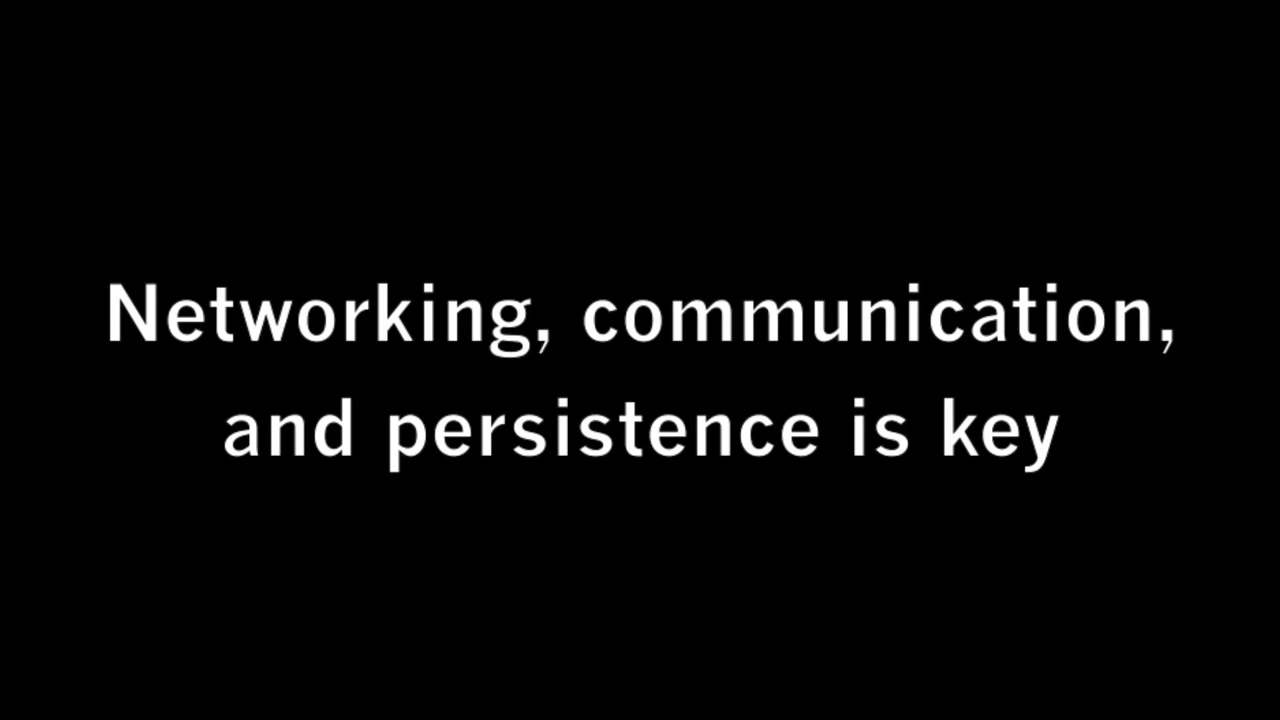 Networking, communication,
and persistence is key